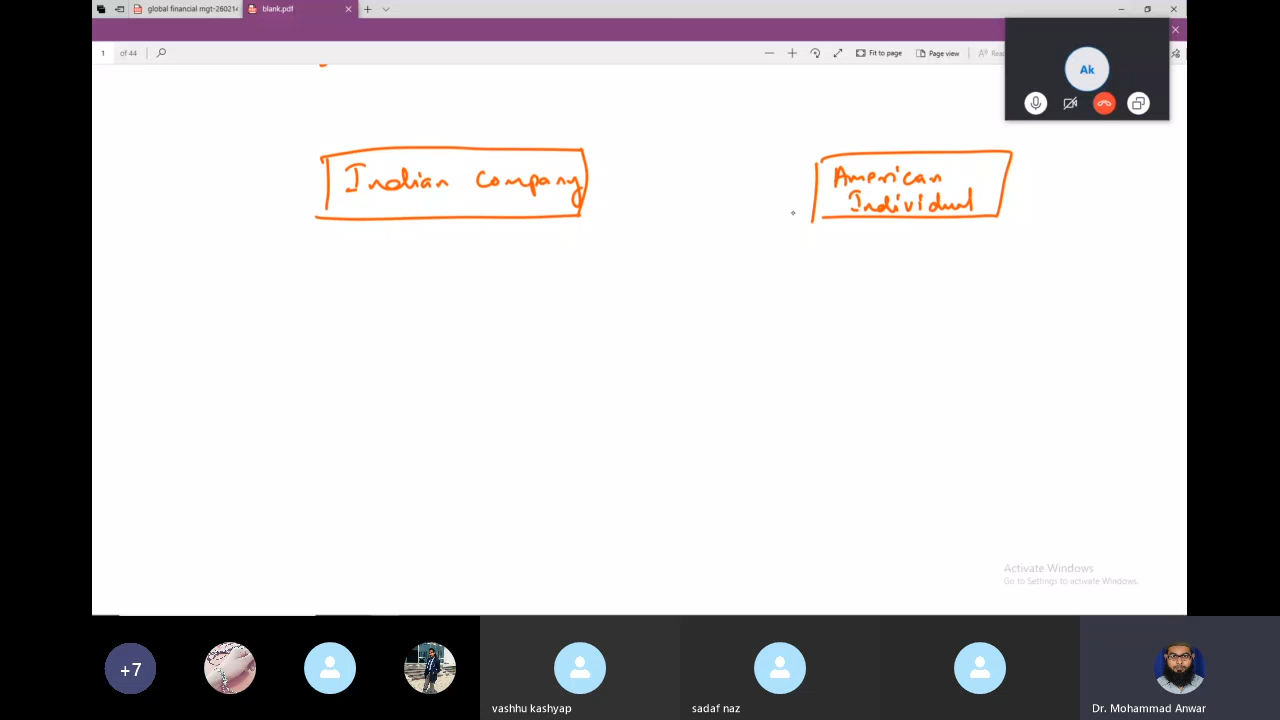 global financial mgt-260214
blank.pdf
1 of 44
Fit to page
Page view
Ak
Indian Company
American
Individual
Activate Windows
Go to Settings to activate Windows.
+7
vashhu kashyap
sadaf naz
Dr. Mohammad Anwar